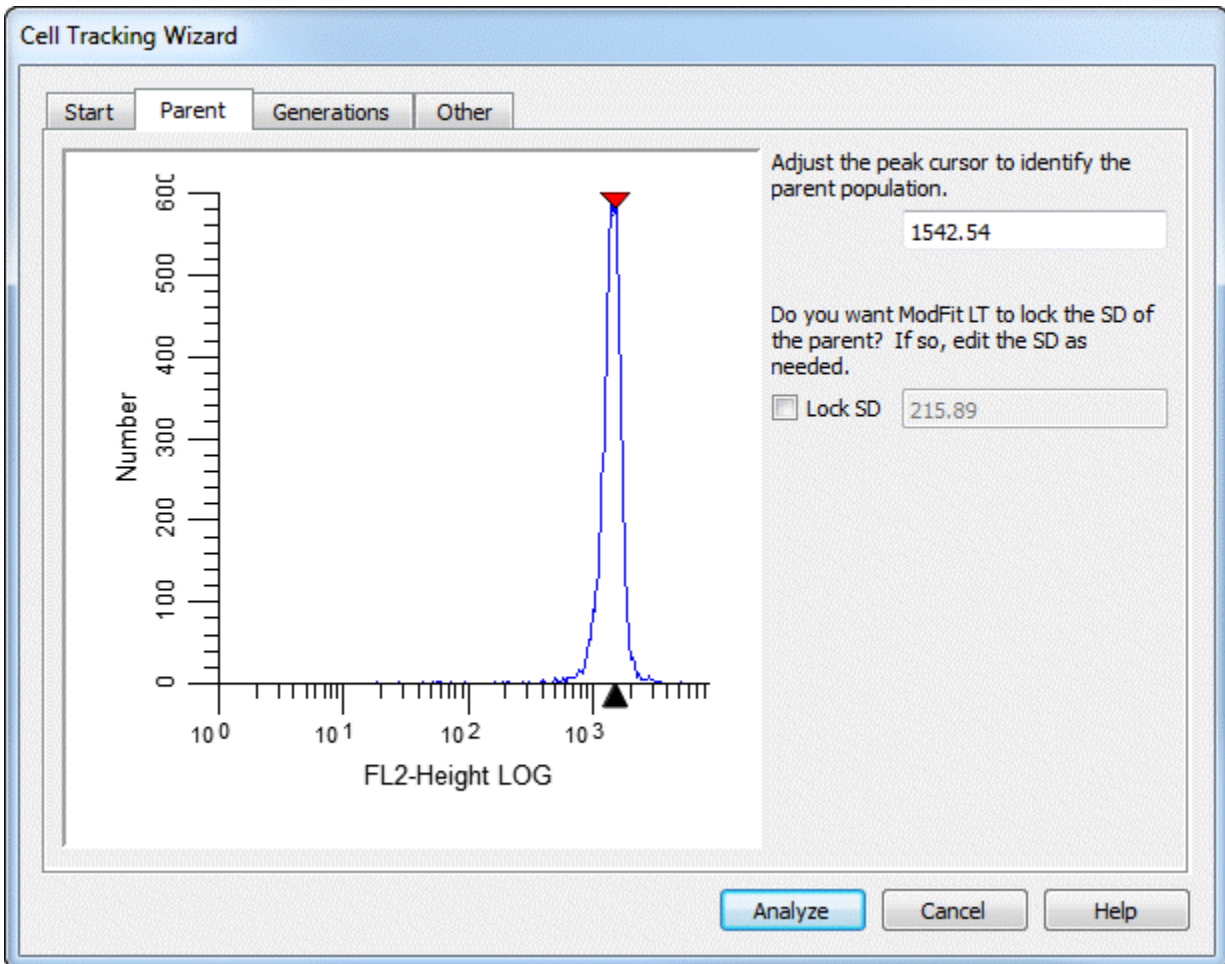 Cell Tracking Wizard
Start Parent Generations Other
Adjust the peak cursor to identify the
parent population.
1542.54
Do you want ModFit LT to lock the SD of
the parent? If so, edit the SD as
needed.
Lock SD 215.89
Number
600
500
400
300
200
100
0
10 0 10 1 10 2 10 3
FL2-Height LOG
Analyze Cancel Help